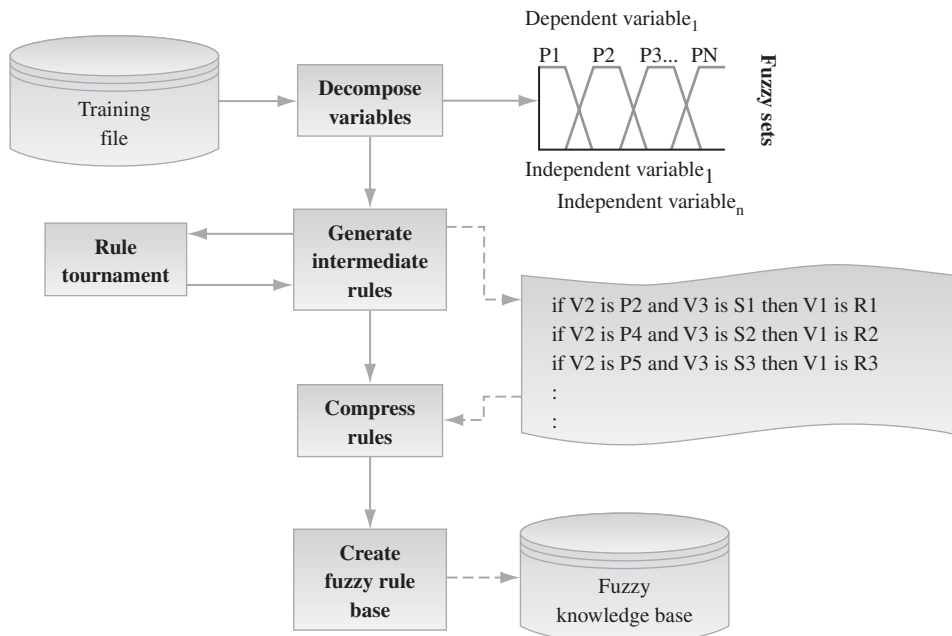 Dependent variable1
P1 P2 P3... PN
Fuzzy sets
Training
file
Decompose
variables
Independent variable1
Independent variablen
Rule
tournament
Generate
intermediate
rules
if V2 is P2 and V3 is S1 then V1 is R1
if V2 is P4 and V3 is S2 then V1 is R2
if V2 is P5 and V3 is S3 then V1 is R3
:
:
Compress
rules
Create
fuzzy rule
base
Fuzzy
knowledge base